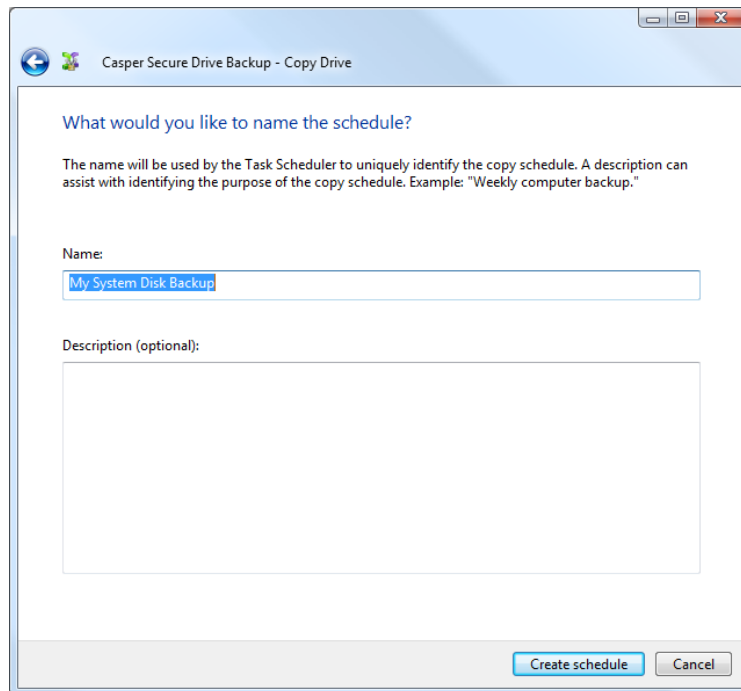 Casper Secure Drive Backup - Copy Drive
What would you like to name the schedule?
The name will be used by the Task Scheduler to uniquely identify the copy schedule. A description can
assist with identifying the purpose of the copy schedule. Example: "Weekly computer backup."
Name:
My System Disk Backup
Description (optional):
Create schedule
Cancel